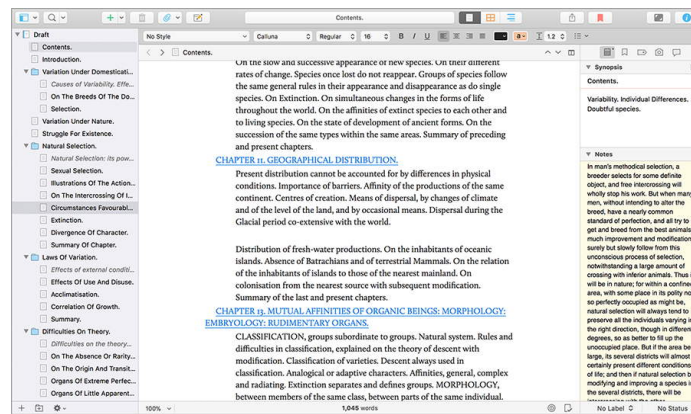 Contents.
No Style
Calluna
Regular
16
B I U
a
1.2
Draft
Contents.
Introduction.
Variation Under Domesticati...
Causes of Variability. Effe...
On The Breeds Of The Do...
Selection.
Variation Under Nature.
Struggle For Existence.
Natural Selection.
Natural Selection: its pow...
Sexual Selection.
Illustrations Of The Action...
On The Intercrossing Of I...
Circumstances Favourabl...
Extinction.
Divergence Of Character.
Summary Of Chapter.
Laws Of Variation.
Effects of external conditi...
Effects Of Use And Disuse.
Acclimatisation.
Correlation Of Growth.
Summary.
Difficulties On Theory.
Difficulties on the theory...
On The Absence Or Rarity...
On The Origin And Transit...
Organs Of Extreme Perfec...
Organs Of Little Apparent...
Contents.
On the slow and successive appearance of new species. On their different
rates of change. Species once lost do not reappear. Groups of species follow
the same general rules in their appearance and disappearance as do single
species. On Extinction. On simultaneous changes in the forms of life
throughout the world. On the affinities of extinct species to each other and
to living species. On the state of development of ancient forms. On the
succession of the same types within the same areas. Summary of preceding
and present chapters.
CHAPTER 11. GEOGRAPHICAL DISTRIBUTION.
Present distribution cannot be accounted for by differences in physical
conditions. Importance of barriers. Affinity of the productions of the same
continent. Centres of creation. Means of dispersal, by changes of climate
and of the level of the land, and by occasional means. Dispersal during the
Glacial period co-extensive with the world.
Distribution of fresh-water productions. On the inhabitants of oceanic
islands. Absence of Batrachians and of terrestrial Mammals. On the relation
of the inhabitants of islands to those of the nearest mainland. On
colonisation from the nearest source with subsequent modification.
Summary of the last and present chapters.
CHAPTER 13. MUTUAL AFFINITIES OF ORGANIC BEINGS: MORPHOLOGY:
EMBRYOLOGY: RUDIMENTARY ORGANS.
CLASSIFICATION, groups subordinate to groups. Natural system. Rules and
difficulties in classification, explained on the theory of descent with
modification. Classification of varieties. Descent always used in
classification. Analogical or adaptive characters. Affinities, general, complex
and radiating. Extinction separates and defines groups. MORPHOLOGY,
between members of the same class, between parts of the same individual.
100%
1,045 words
Synopsis
Contents.
Variability. Individual Differences.
Doubtful species.
Notes
In man's methodical selection, a
breeder selects for some definite
object, and free intercrossing will
wholly stop his work. But when many
men, without intending to alter the
breed, have a nearly common
standard of perfection, and all try to
get and breed from the best animals
much improvement and modification
surely but slowly follow from this
unconscious process of selection,
notwithstanding a large amount of
crossing with inferior animals. Thus i
will be in nature; for within a confined
area, with some place in its polity no
so perfectly occupied as might be,
natural selection will always tend to
preserve all the individuals varying in
the right direction, though in different
degrees, so as better to fill up the
unoccupied place. But if the area be
large, its several districts will almost
certainly present different conditions
of life; and then if natural selection be
modifying and improving a species i
the several districts, there will be
No Label
No Status